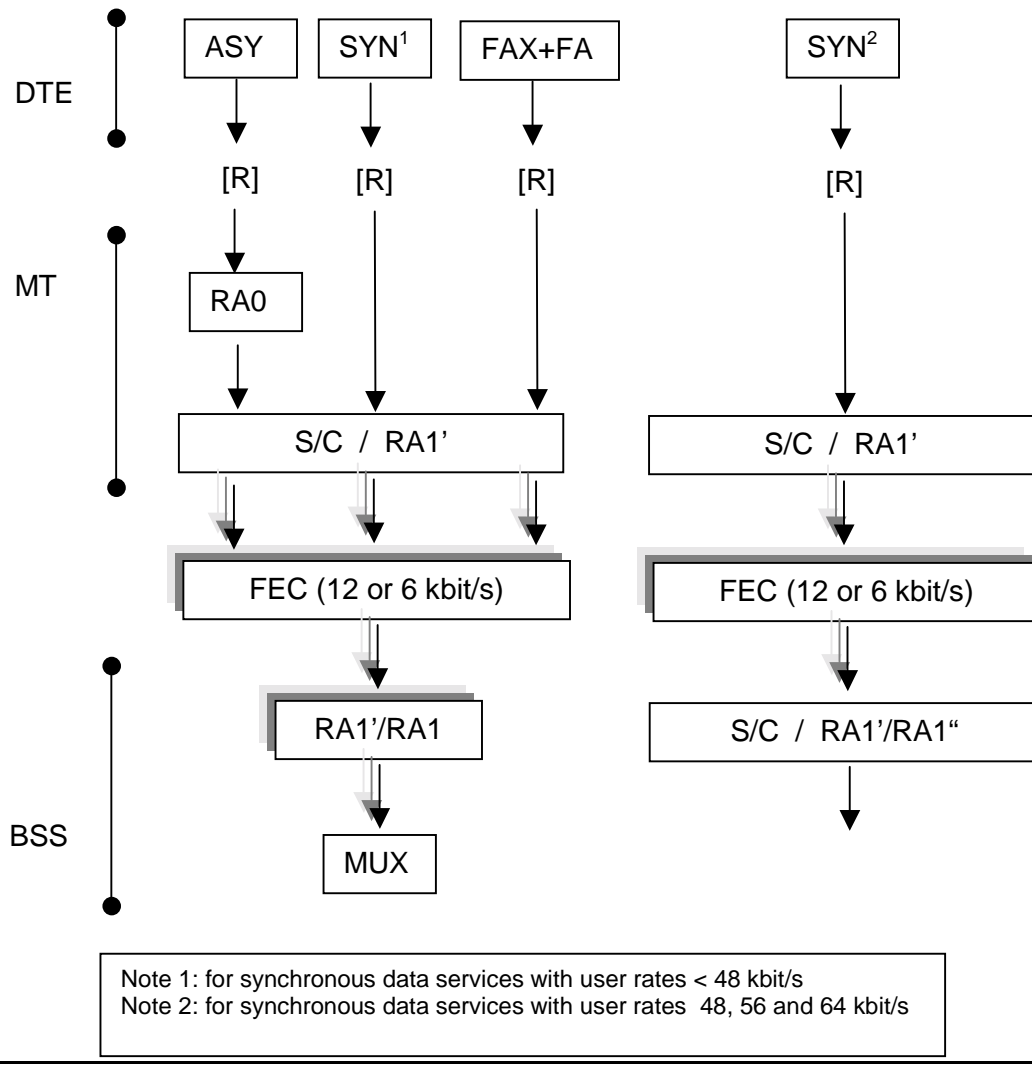 ASY SYN¹ FAX+FA SYN²
DTE
[R] [R] [R] [R]
MT
RA0
S/C / RA1’ S/C / RA1’
FEC (12 or 6 kbit/s) FEC (12 or 6 kbit/s)
RA1’/RA1 S/C / RA1’/RA1“
BSS
MUX
Note 1: for synchronous data services with user rates < 48 kbit/s
Note 2: for synchronous data services with user rates 48, 56 and 64 kbit/s